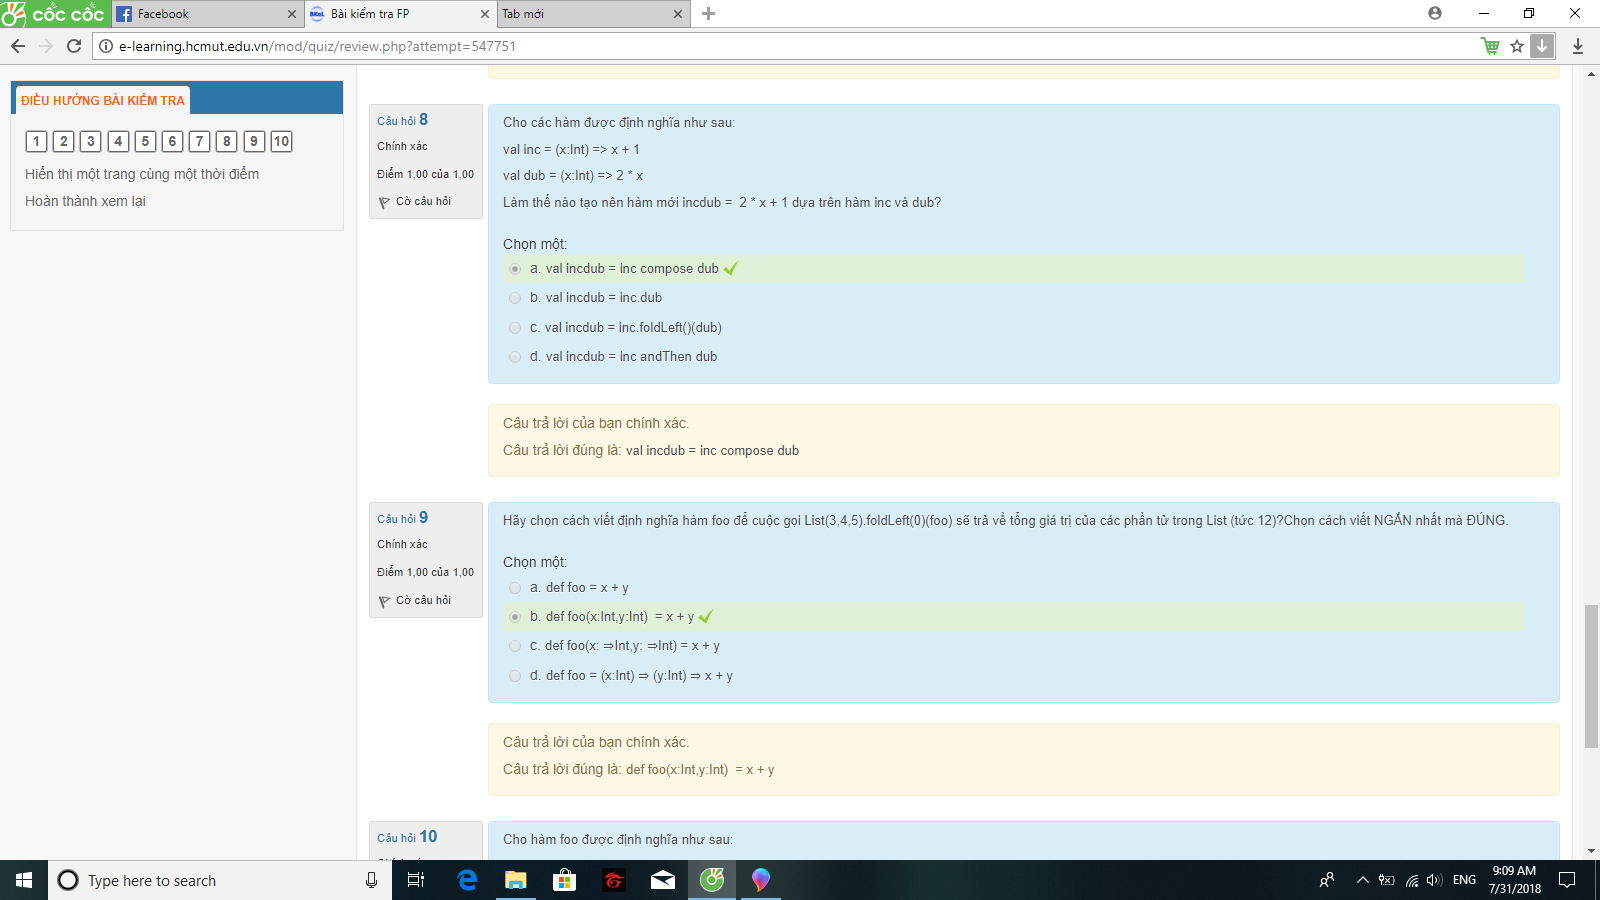 cốc cốc
Facebook
Bài kiểm tra FP
Tab mới
e-learning.hcmut.edu.vn/mod/quiz/review.php?attempt=547751
ĐIỀU HƯỚNG BÀI KIỂM TRA
1 2 3 4 5 6 7 8 9 10
Hiển thị một trang cùng một thời điểm
Hoàn thành xem lại
Câu hỏi 8
Chính xác
Điểm 1,00 của 1,00
Cờ câu hỏi
Cho các hàm được định nghĩa như sau:
val inc = (x:Int) => x + 1
val dub = (x:Int) => 2 * x
Làm thế nào tạo nên hàm mới incdub =  2 * x + 1 dựa trên hàm inc và dub?
Chọn một:
a. val incdub = inc compose dub
b. val incdub = inc.dub
c. val incdub = inc.foldLeft()(dub)
d. val incdub = inc andThen dub
Câu trả lời của bạn chính xác.
Câu trả lời đúng là: val incdub = inc compose dub
Câu hỏi 9
Chính xác
Điểm 1,00 của 1,00
Cờ câu hỏi
Hãy chọn cách viết định nghĩa hàm foo để cuộc gọi List(3,4,5).foldLeft(0)(foo) sẽ trả về tổng giá trị của các phần tử trong List (tức 12)?Chọn cách viết NGẮN nhất mà ĐÚNG.
Chọn một:
a. def foo = x + y
b. def foo(x:Int,y:Int)  = x + y
c. def foo(x: ⇒Int,y: ⇒Int) = x + y
d. def foo = (x:Int) ⇒ (y:Int) ⇒ x + y
Câu trả lời của bạn chính xác.
Câu trả lời đúng là: def foo(x:Int,y:Int)  = x + y
Câu hỏi 10
Cho hàm foo được định nghĩa như sau:
Type here to search
ENG
9:09 AM
7/31/2018